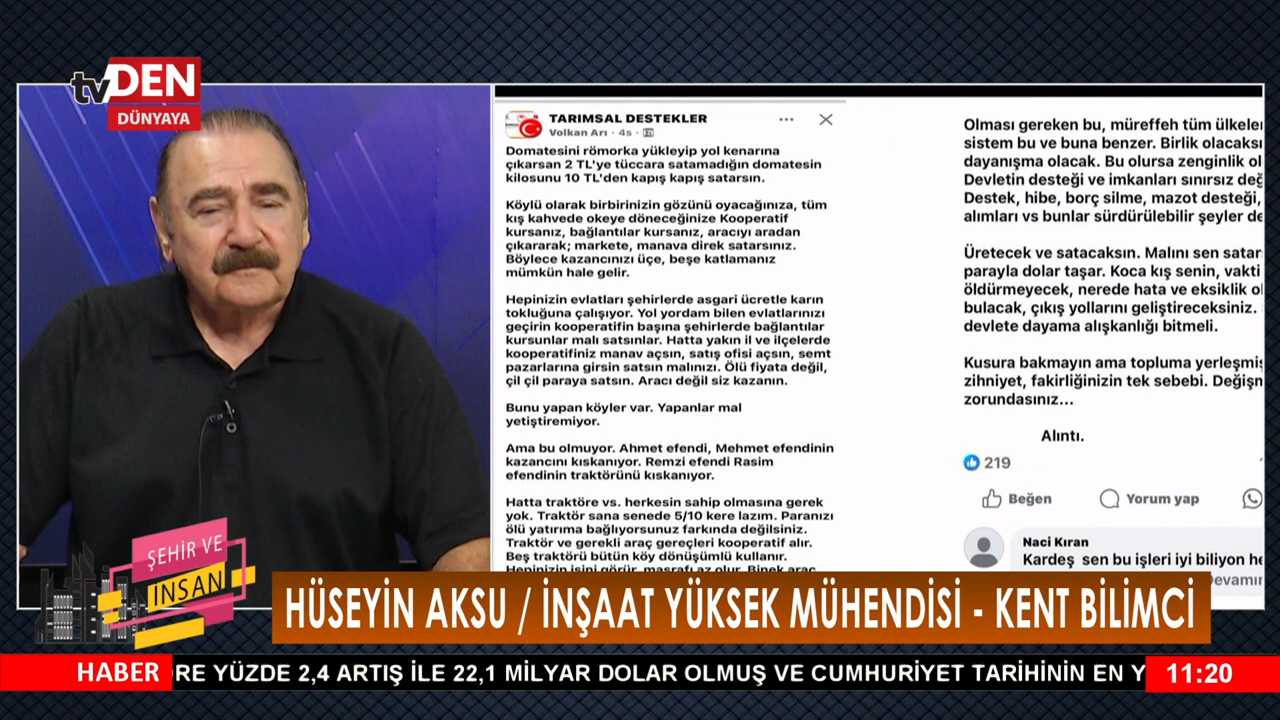 tvDEN
DÜNYAYA
TARIMSAL DESTEKLER
Volkan Arı · 4s ·
Domatesini römorka yükleyip yol kenarına
çıkarsan 2 TL'ye tüccara satamadığın domatesin
kilosunu 10 TL'den kapış kapış satarsın.
Köylü olarak birbirinizin gözünü oyacağınıza, tüm
kış kahvede okeye döneceğinize Kooperatif
kursanız, bağlantılar kursanız, aracıyı aradan
çıkararak; markete, manava direk satarsınız.
Böylece kazancınızı üçe, beşe katlamanız
mümkün hale gelir.
Hepinizin evlatları şehirlerde asgari ücretle karın
tokluğuna çalışıyor. Yol yordam bilen evlatlarınızı
geçirin kooperatifin başına şehirlerde bağlantılar
kursunlar malı satsınlar. Hatta yakın il ve ilçelerde
kooperatifiniz manav açsın, satış ofisi açsın, semt
pazarlarına girsin satsın malınızı. Ölü fiyata değil,
çil çil paraya satsın. Aracı değil siz kazanın.
Bunu yapan köyler var. Yapanlar mal
yetiştiremiyor.
Ama bu olmuyor. Ahmet efendi, Mehmet efendinin
kazancını kıskanıyor. Remzi efendi Rasim
efendinin traktörünü kıskanıyor.
Hatta traktöre vs. herkesin sahip olmasına gerek
yok. Traktör sana senede 5/10 kere lazım. Paranızı
ölü yatırıma bağlıyorsunuz farkında değilsiniz.
Traktör ve gerekli araç gereçleri kooperatif alır.
Beş traktörü bütün köy dönüşümlü kullanır.
Hepinizin işini görür, masrafı az olur. Binek araç
Olması gereken bu, müreffeh tüm ülkele
sistem bu ve buna benzer. Birlik olacaks
dayanışma olacak. Bu olursa zenginlik ol
Devletin desteği ve imkanları sınırsız değ
Destek, hibe, borç silme, mazot desteği,
alımları vs bunlar sürdürülebilir şeyler de
Üretecek ve satacaksın. Malını sen satar
parayla dolar taşar. Koca kış senin, vakti
öldürmeyecek, nerede hata ve eksiklik ol
bulacak, çıkış yollarını geliştireceksiniz.
devlete dayama alışkanlığı bitmeli.
Kusura bakmayın ama topluma yerleşmiş
zihniyet, fakirliğinizin tek sebebi. Değişm
zorundasınız...
Alıntı.
219
Beğen
Yorum yap
Naci Kıran
Kardeş sen bu işleri iyi biliyon he
Devamır
ŞEHİR VE
İNSAN
HÜSEYİN AKSU / İNŞAAT YÜKSEK MÜHENDİSİ - KENT BİLİMCİ
HABER
ÖRE YÜZDE 2,4 ARTIŞ İLE 22,1 MİLYAR DOLAR OLMUŞ VE CUMHURİYET TARİHİNİN EN Y
11:20